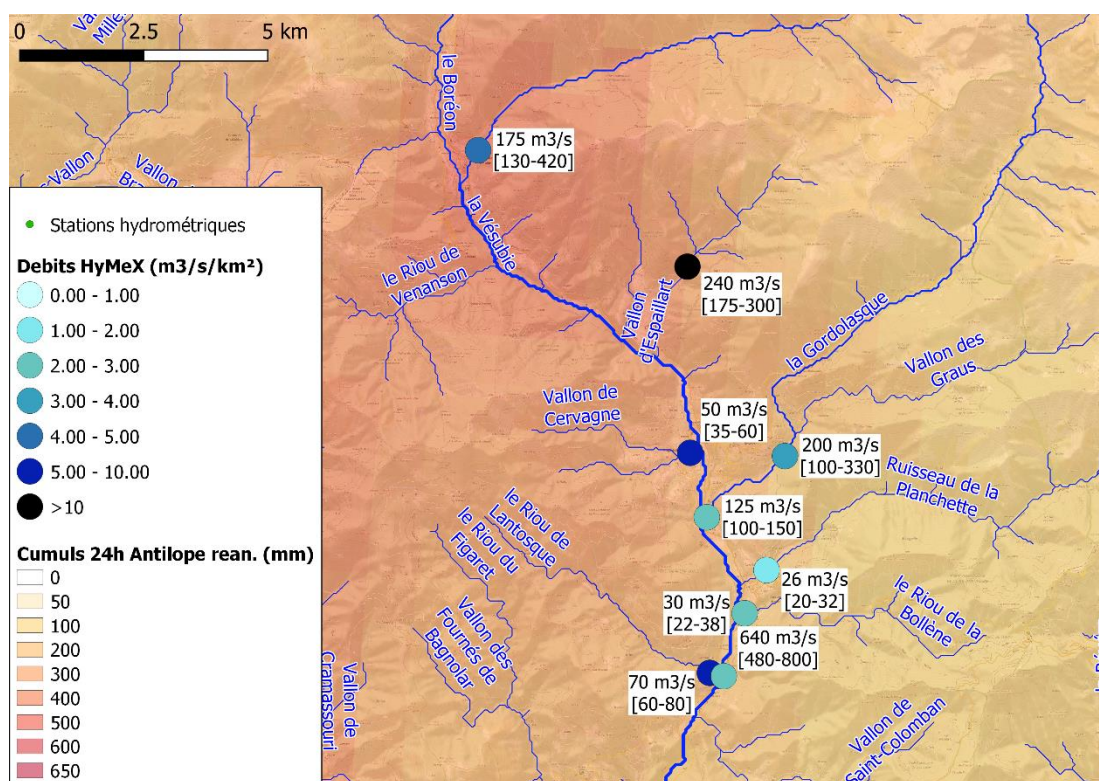 0 2.5 5 km
Vallon
Mille
le Boréon
Vallon
Vallon de
Bra
175 m3/s
[130-420]
la Vésubie
le Riou de
Venanson
240 m3/s
[175-300]
Vallon
d'Espaillart
la Gordolasque
Vallon des
Graus
Vallon de
Cervagne
50 m3/s
[35-60]
200 m3/s
[100-330]
Ruisseau de la
Planchette
le Riou de
Lantosque
le Riou du
Figaret
125 m3/s
[100-150]
26 m3/s
[20-32]
30 m3/s
[22-38]
le Riou de la
Bollène
640 m3/s
[480-800]
Vallon des
Fournés de
Bagnolar
70 m3/s
[60-80]
Vallon de
Cramassouri
Vallon de
Saint-Colomban
Stations hydrométriques
Debits HyMeX (m3/s/km²)
0.00 - 1.00
1.00 - 2.00
2.00 - 3.00
3.00 - 4.00
4.00 - 5.00
5.00 - 10.00
>10
Cumuls 24h Antilope rean. (mm)
0
50
100
200
300
400
500
600
650